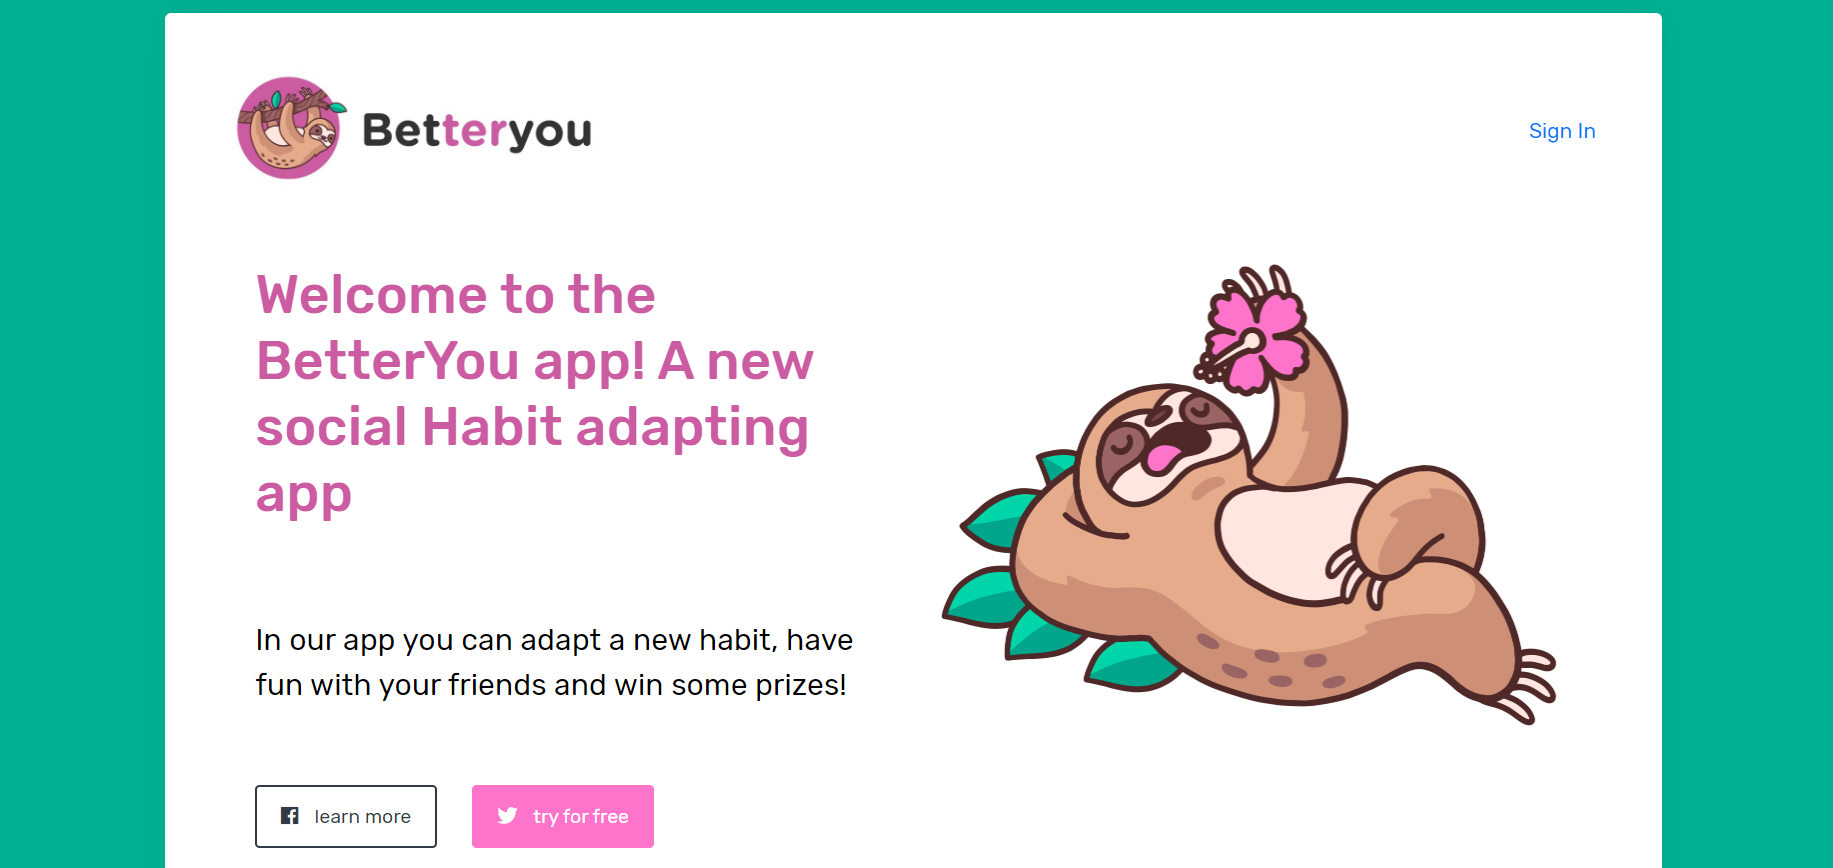 Betteryou
Sign In
Welcome to the
BetterYou app! A new
social Habit adapting
app
In our app you can adapt a new habit, have
fun with your friends and win some prizes!
learn more
try for free